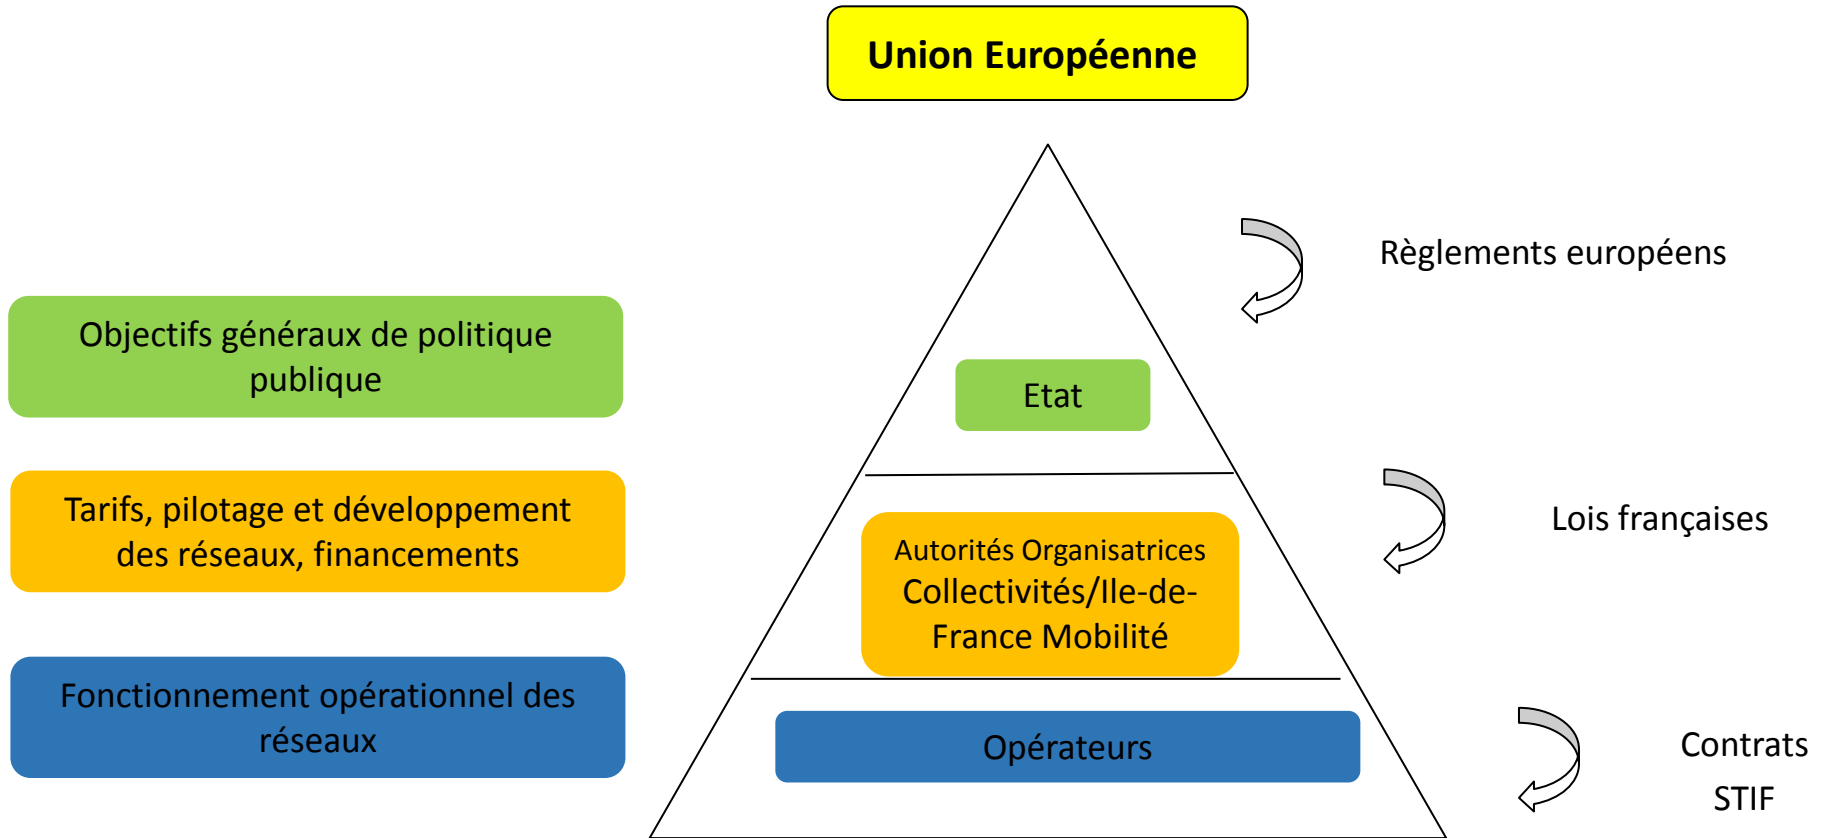 Union Européenne
Règlements européens
Objectifs généraux de politique
publique
Etat
Tarifs, pilotage et développement
des réseaux, financements
Autorités Organisatrices
Collectivités/Ile-de-
France Mobilité
Lois françaises
Fonctionnement opérationnel des
réseaux
Opérateurs
Contrats
STIF